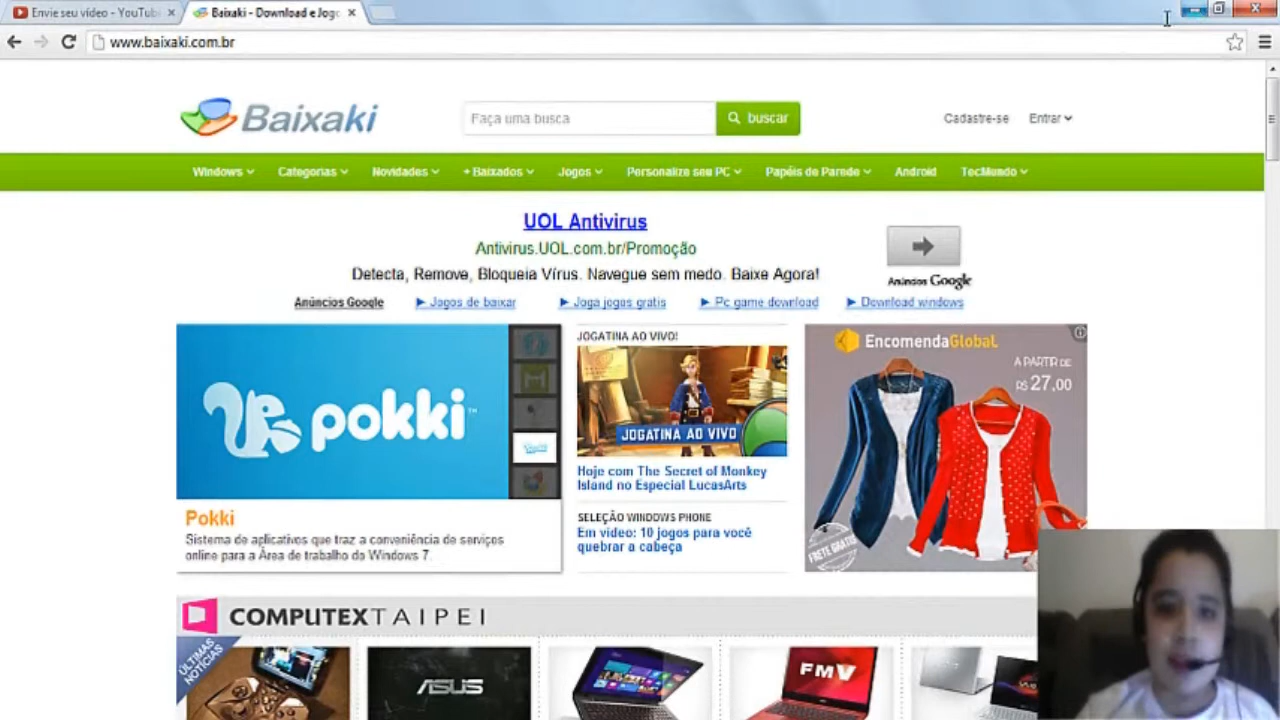 Envie seu vídeo - YouTub
Baixaki - Download e Jogo
www.baixaki.com.br
Baixaki
Faça uma busca
buscar
Cadastre-se
Entrar
Windows
Categorias
Novidades
+ Baixados
Jogos
Personalize seu PC
Papéis de Parede
Android
TecMundo
UOL Antivirus
Antivirus.UOL.com.br/Promoção
Detecta, Remove, Bloqueia Vírus. Navegue sem medo. Baixe Agora!
Anúncios Google
Anúncios Google
Jogos de baixar
Joga jogos gratis
Pc game download
Download windows
pokki™
Pokki
Sistema de aplicativos que traz a conveniência de serviços
online para a Área de trabalho do Windows 7.
JOGATINA AO VIVO!
JOGATINA AO VIVO
Hoje com The Secret of Monkey
Island no Especial LucasArts
SELEÇÃO WINDOWS PHONE
Em vídeo: 10 jogos para você
quebrar a cabeça
EncomendaGlobal
A PARTIR DE
R$ 27,00
FRETE GRATIS
COMPUTEXTAIPEI
ÚLTIMAS
NOTÍCIAS
ASUS
FMV